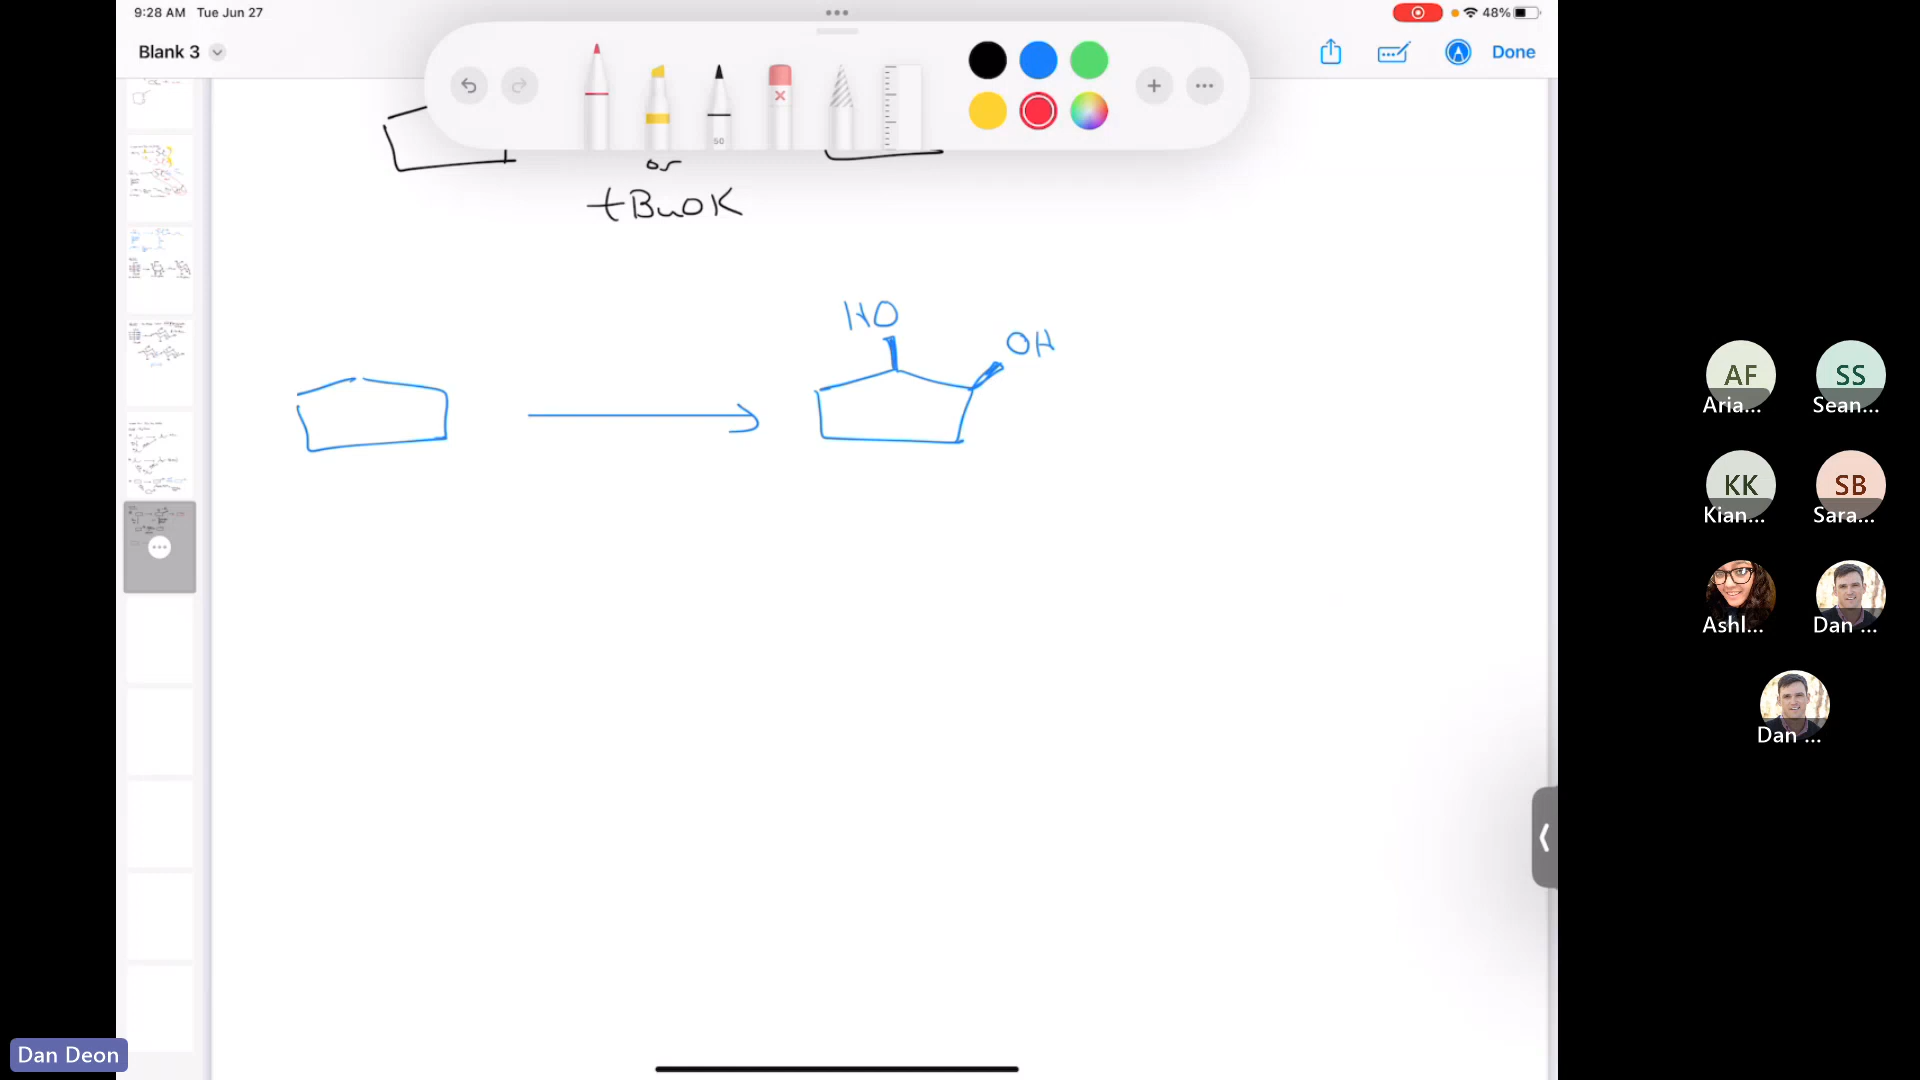 9:28 AM Tue Jun 27
48%
Blank 3
Done
50
or
tBuOK
HO
OH
AF
Aria...
SS
Sean...
KK
Kian...
SB
Sara...
Ashl...
Dan ...
Dan ...
Dan Deon